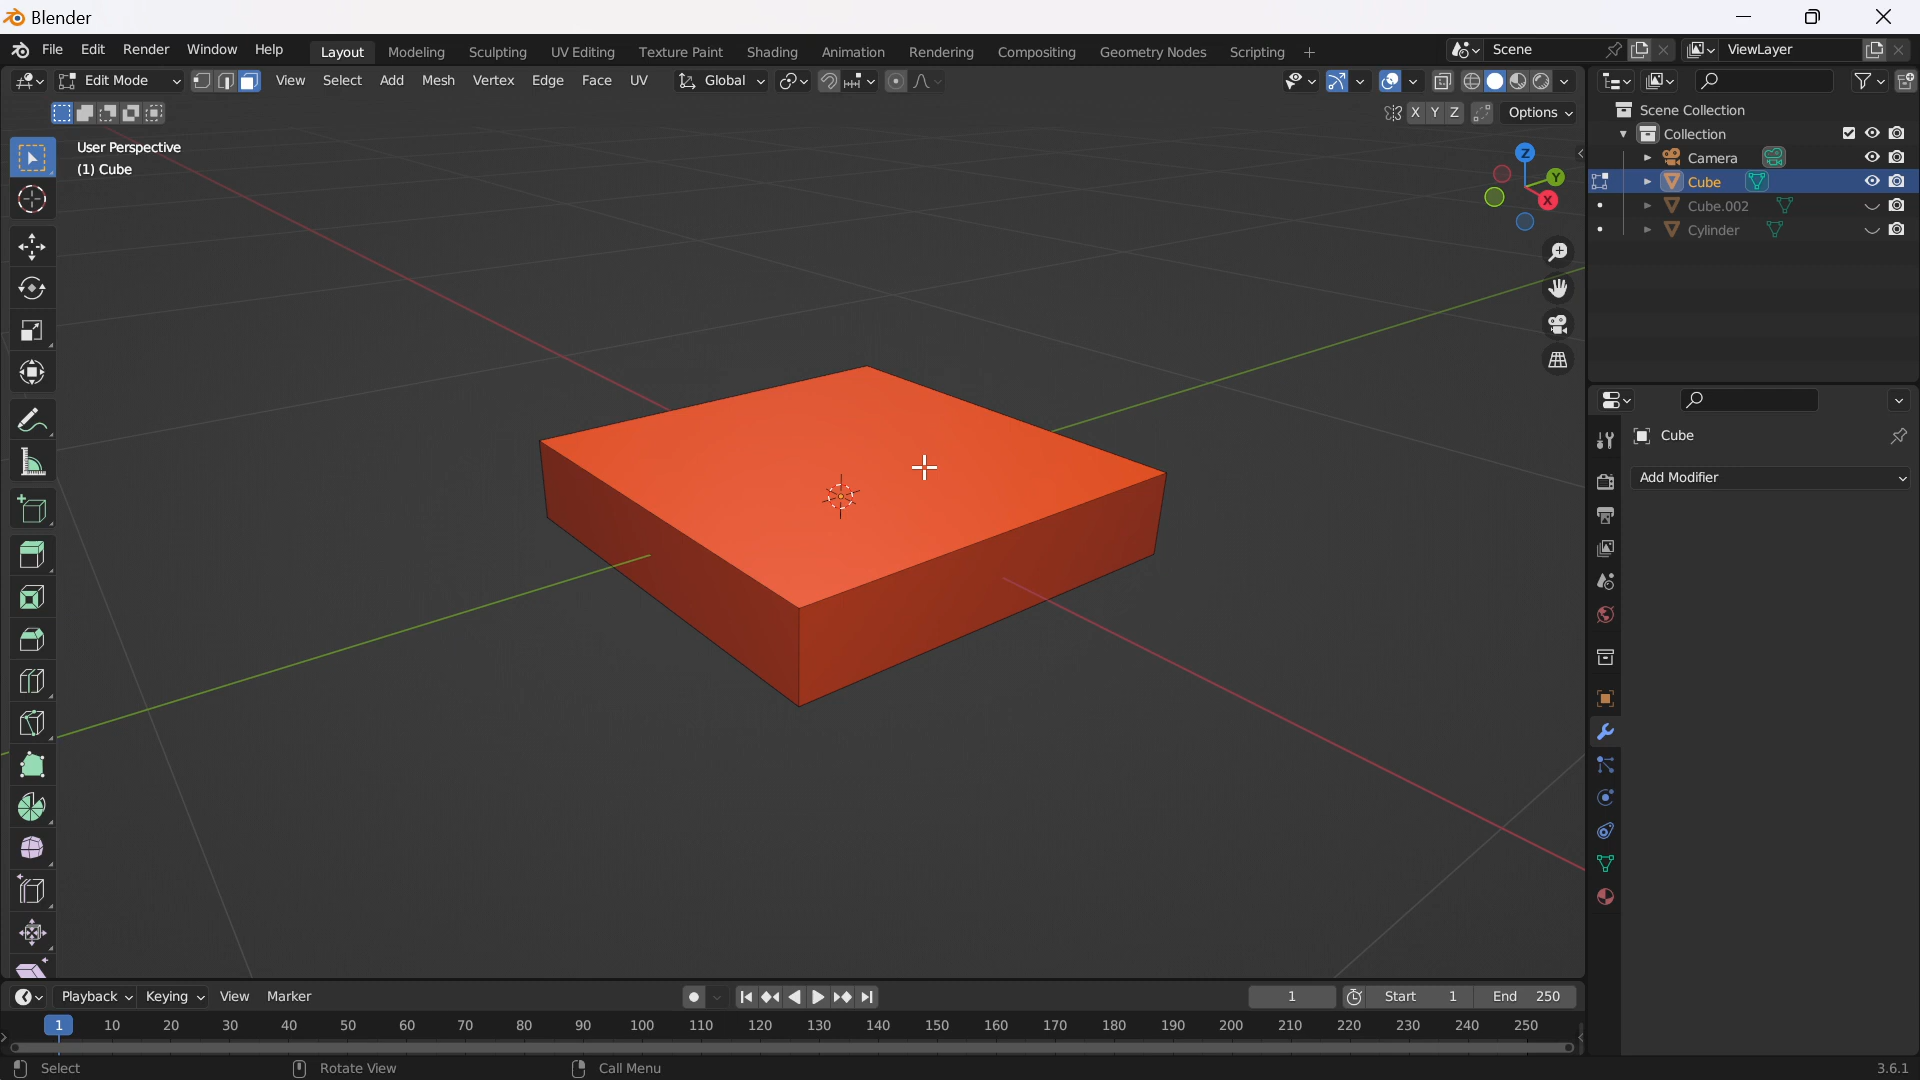 Blender
File Edit Render Window Help Layout Modeling Sculpting UV Editing Texture Paint Shading Animation Rendering Compositing Geometry Nodes Scripting + Scene ViewLayer
Edit Mode View Select Add Mesh Vertex Edge Face UV Global
X Y Z Options
User Perspective
(1) Cube
Z
Y
X
Scene Collection
Collection
Camera
Cube
Cube.002
Cylinder
Cube
Add Modifier
Playback Keying View Marker 1 Start 1 End 250
1 10 20 30 40 50 60 70 80 90 100 110 120 130 140 150 160 170 180 190 200 210 220 230 240 250
Select Rotate View Call Menu 3.6.1